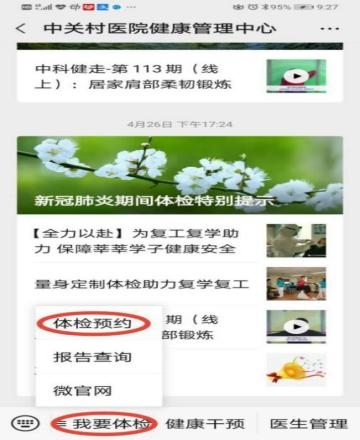 95% 9:27
中关村医院健康管理中心
中科健走-第 113 期（线
上）：居家肩部柔韧锻炼
4月26日 下午17:24
新冠肺炎期间体检特别提示
【全力以赴】为复工复学助
力 保障莘莘学子健康安全
量身定制体检助力复学复工
期（线
部锻炼
体检预约
报告查询
微官网
我要体检 健康干预 医生管理